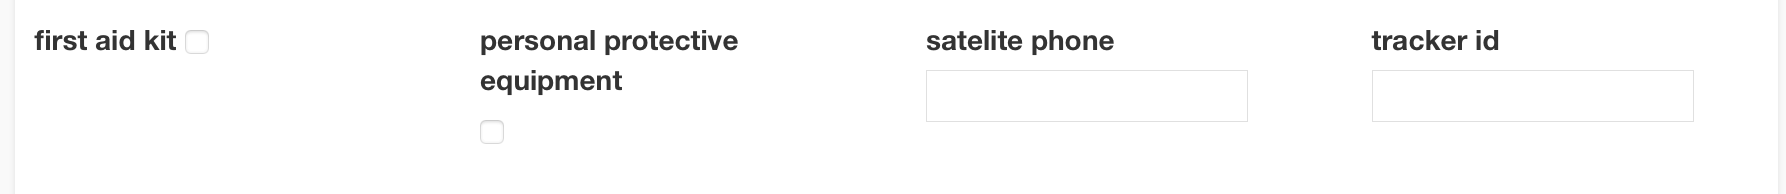 first aid kit
personal protective
equipment
satelite phone
tracker id